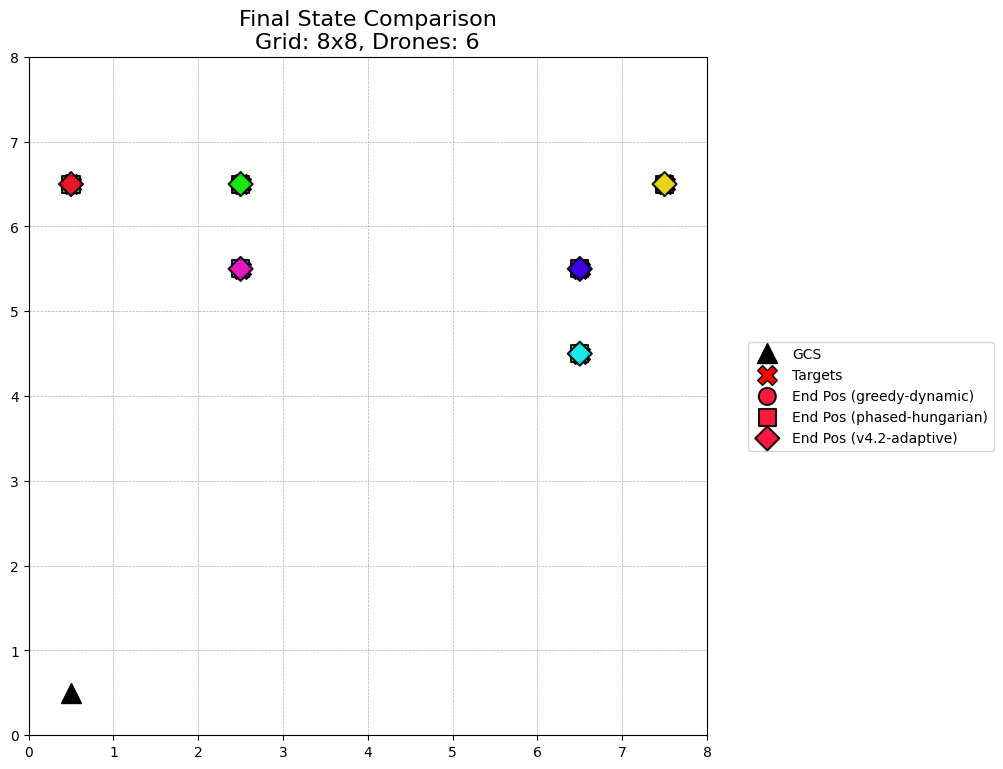 Final State Comparison
Grid: 8x8, Drones: 6
8
7
6
5
4
3
2
1
0
0 1 2 3 4 5 6 7 8
GCS
Targets
End Pos (greedy-dynamic)
End Pos (phased-hungarian)
End Pos (v4.2-adaptive)